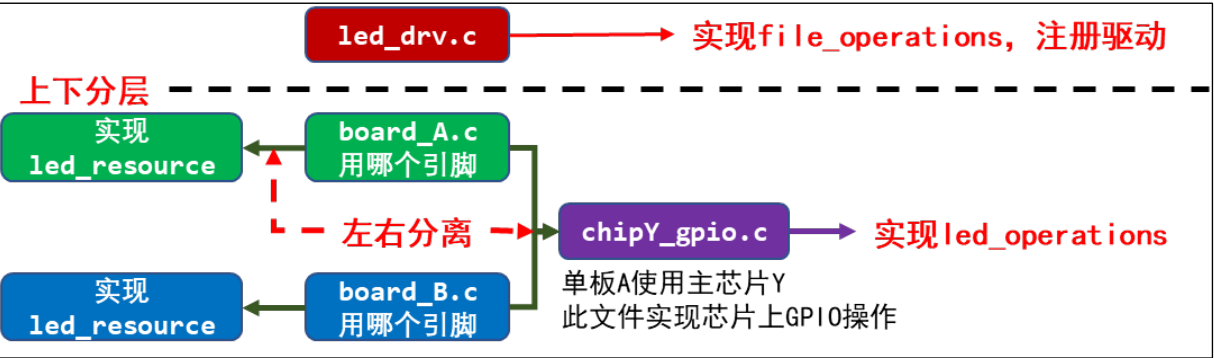 led_drv.c
实现file_operations, 注册驱动
上下分层
实现
led_resource
board_A.c
用哪个引脚
左右分离
chipY_gpio.c
实现led_operations
单板A使用主芯片Y
此文件实现芯片上GPIO操作
实现
led_resource
board_B.c
用哪个引脚